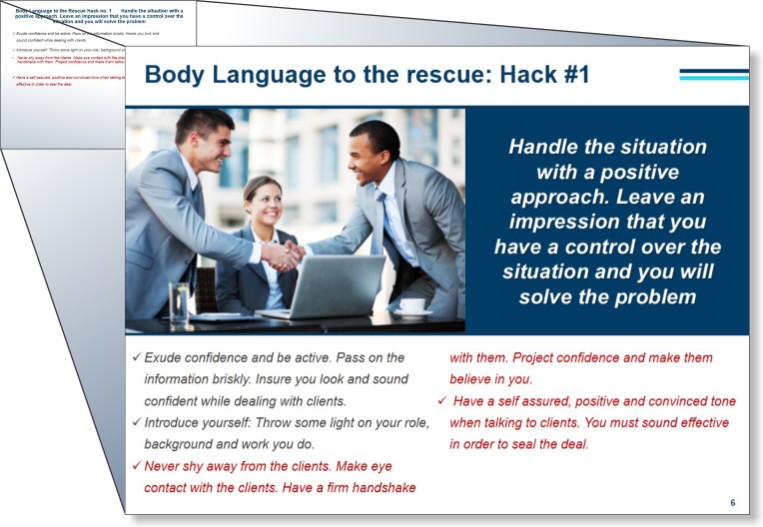 Body Language to the Rescue Hack no. 1 Handle the situation with a
positive approach. Leave an impression that you have a control over the
situation and you will solve the problem
✓ Exude confidence and be active. Pass on the information briskly. Insure you look and
sound confident while dealing with clients.
✓ Introduce yourself: Throw some light on your role, background
Never shy away from the clients. Make eye contact with the
handshake with them. Project confidence and make them
✓ Have a self assured, positive and convinced tone when talking to
effective in order to seal the deal.
Body Language to the rescue: Hack #1
Handle the situation
with a positive
approach. Leave an
impression that you
have a control over the
situation and you will
solve the problem
✓ Exude confidence and be active. Pass on the
information briskly. Insure you look and sound
confident while dealing with clients.
✓ Introduce yourself: Throw some light on your role,
background and work you do.
✓ Never shy away from the clients. Make eye
contact with the clients. Have a firm handshake
with them. Project confidence and make them
believe in you.
✓ Have a self assured, positive and convinced tone
when talking to clients. You must sound effective
in order to seal the deal.
6